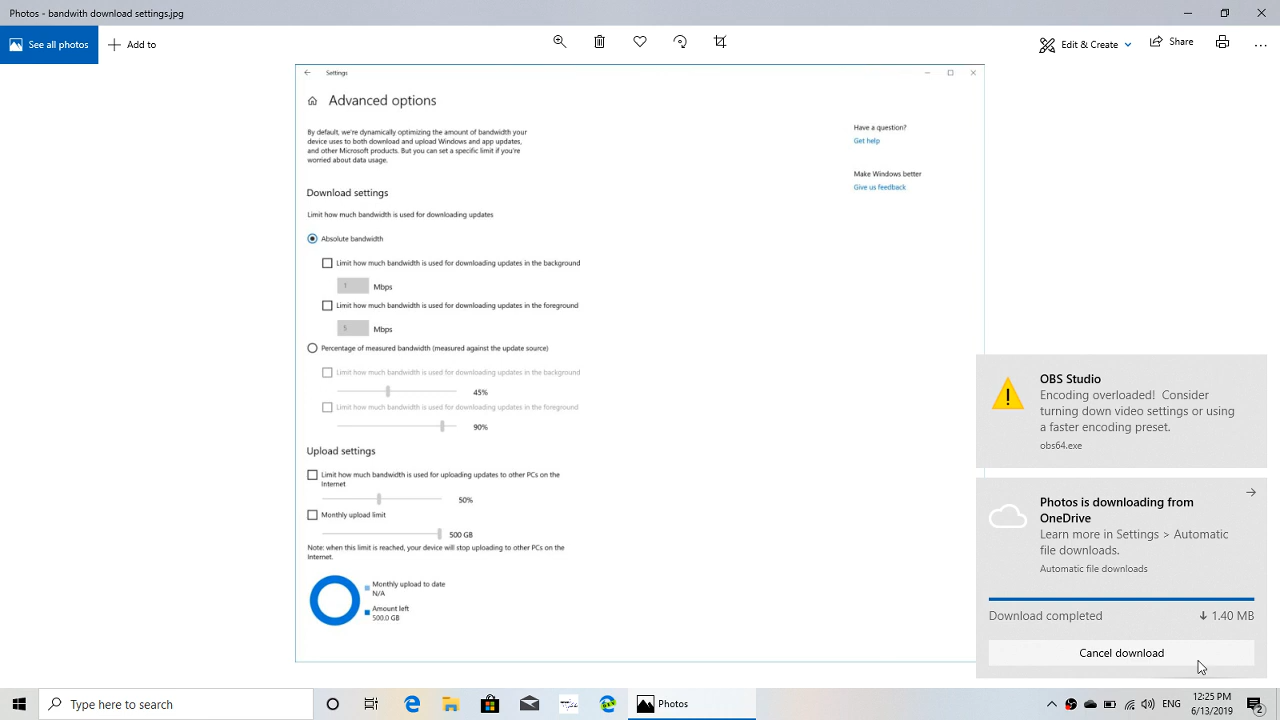 See all photos
Add to
Share
Settings
Advanced options
By default, we're dynamically optimizing the amount of bandwidth your
device uses to both download and upload Windows and app updates,
and other Microsoft products. But you can set a specific limit if you're
worried about data usage.
Have a question?
Get help
Make Windows better
Give us feedback
Download settings
Limit how much bandwidth is used for downloading updates
Absolute bandwidth
Limit how much bandwidth is used for downloading updates in the background
1 Mbps
Limit how much bandwidth is used for downloading updates in the foreground
5 Mbps
Percentage of measured bandwidth (measured against the update source)
Limit how much bandwidth is used for downloading updates in the background
45%
Limit how much bandwidth is used for downloading updates in the foreground
90%
Upload settings
Limit how much bandwidth is used for uploading updates to other PCs on the
Internet
50%
Monthly upload limit
500 GB
Note: when this limit is reached, your device will stop uploading to other PCs on the
Internet.
Monthly upload to date
N/A
Amount left
500.0 GB
OBS Studio
Encoding overloaded! Consider
turning down video settings or using
a faster encoding preset.
obs64.exe
Photos is downloading from
OneDrive
Learn more in Settings > Automatic
file downloads.
Automatic file downloads
Download completed
1.40 MB
Cancel download
Type here to search
Photos
12:25 PM